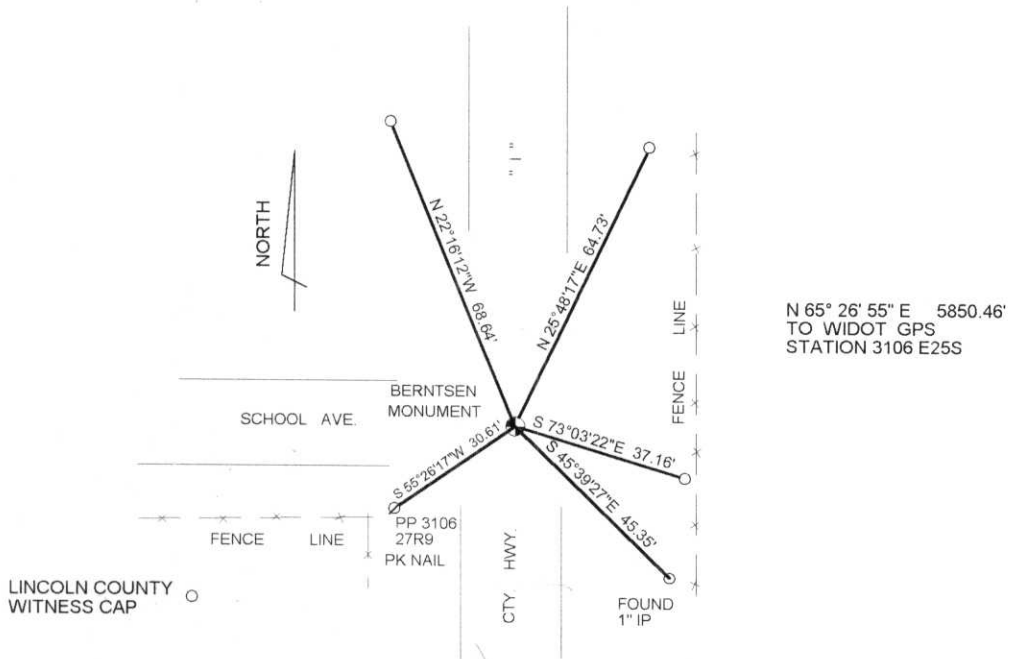 " I "
NORTH
N 22°16'12"W 68.64'
N 25°48'17"E 64.73'
N 65° 26' 55" E 5850.46'
TO WIDOT GPS
STATION 3106 E25S
FENCE LINE
BERNTSEN
MONUMENT
SCHOOL AVE.
S 73°03'22"E 37.16'
S 55°26'17"W 30.61'
S 45°39'27"E 45.35'
PP 3106
27R9
PK NAIL
FENCE LINE
CTY HWY.
LINCOLN COUNTY
WITNESS CAP
FOUND
1" IP